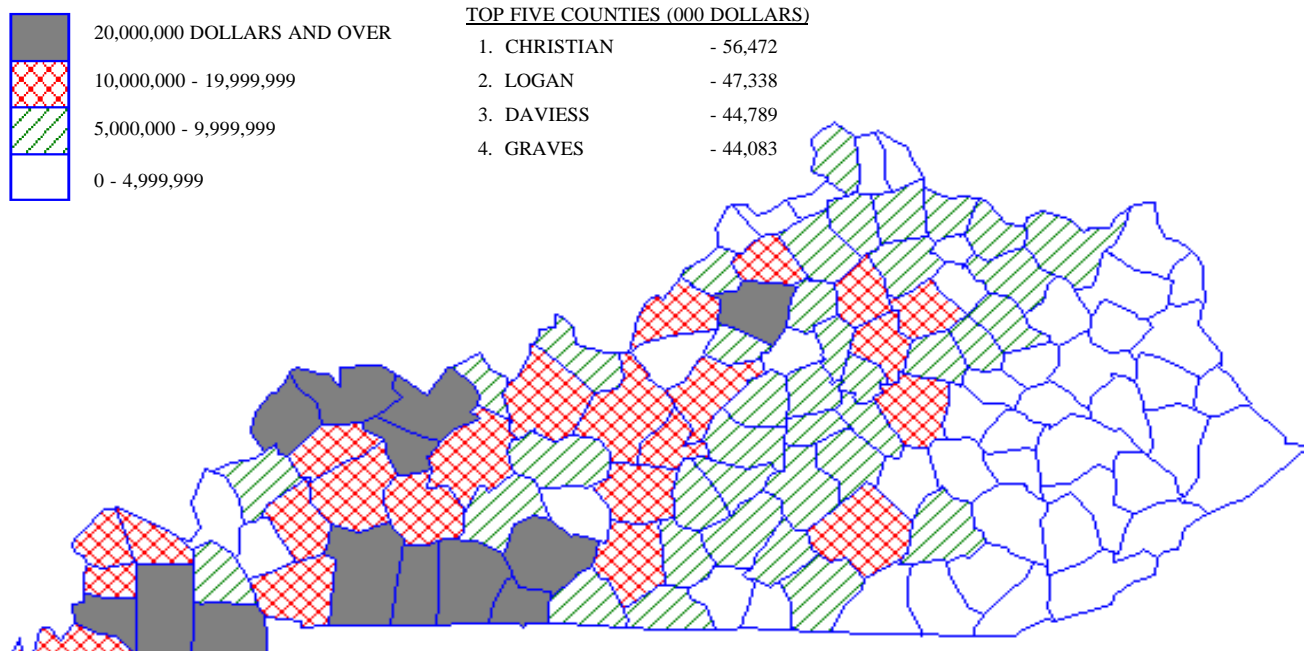 20,000,000 DOLLARS AND OVER
10,000,000 - 19,999,999
5,000,000 - 9,999,999
0 - 4,999,999
TOP FIVE COUNTIES (000 DOLLARS)
1. CHRISTIAN - 56,472
2. LOGAN - 47,338
3. DAVIESS - 44,789
4. GRAVES - 44,083